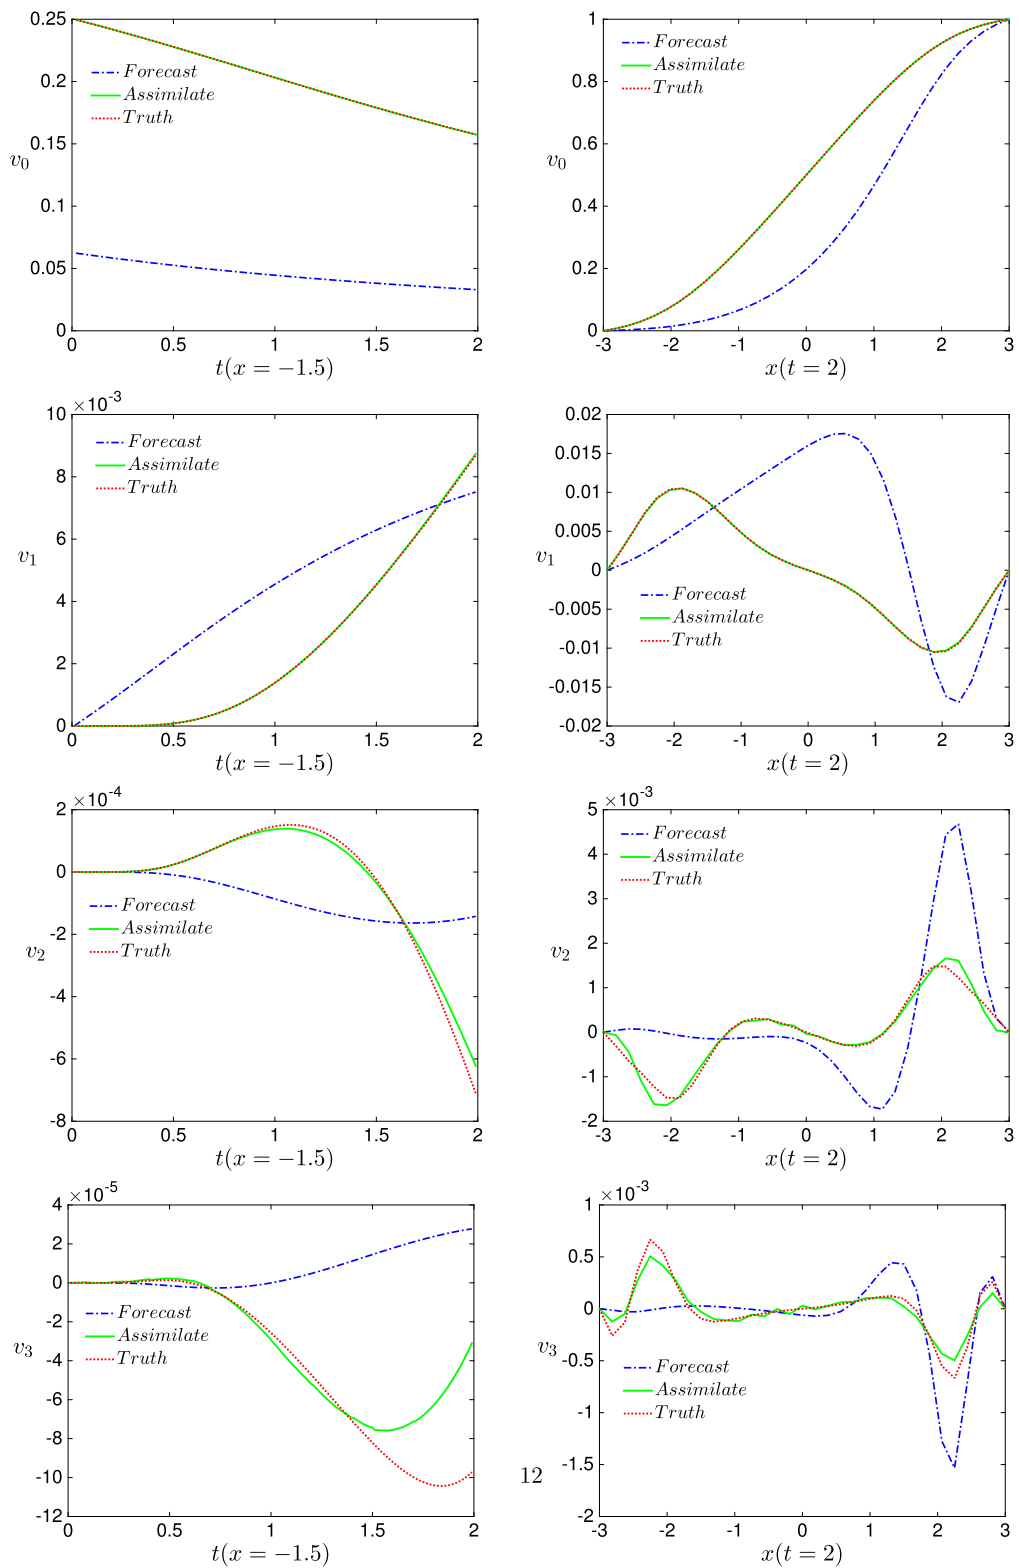 0.25
0.2
0.15
0.1
0.05
0
v₀
Forecast
Assimilate
Truth
0 0.5 1 1.5 2
t(x = −1.5)
1
0.8
0.6
0.4
0.2
0
v₀
Forecast
Assimilate
Truth
-3 -2 -1 0 1 2 3
x(t = 2)
×10⁻³
10
8
6
4
2
0
v₁
Forecast
Assimilate
Truth
0 0.5 1 1.5 2
t(x = −1.5)
0.02
0.015
0.01
0.005
0
-0.005
-0.01
-0.015
-0.02
v₁
Forecast
Assimilate
Truth
-3 -2 -1 0 1 2 3
x(t = 2)
×10⁻⁴
2
0
-2
-4
-6
-8
v₂
Forecast
Assimilate
Truth
0 0.5 1 1.5 2
t(x = −1.5)
×10⁻³
5
4
3
2
1
0
-1
-2
v₂
Forecast
Assimilate
Truth
-3 -2 -1 0 1 2 3
x(t = 2)
×10⁻⁵
4
2
0
-2
-4
-6
-8
-10
-12
v₃
Forecast
Assimilate
Truth
0 0.5 1 1.5 2
t(x = −1.5)
×10⁻³
1
0.5
0
-0.5
-1
-1.5
-2
v₃
Forecast
Assimilate
Truth
-3 -2 -1 0 1 2 3
x(t = 2)
12